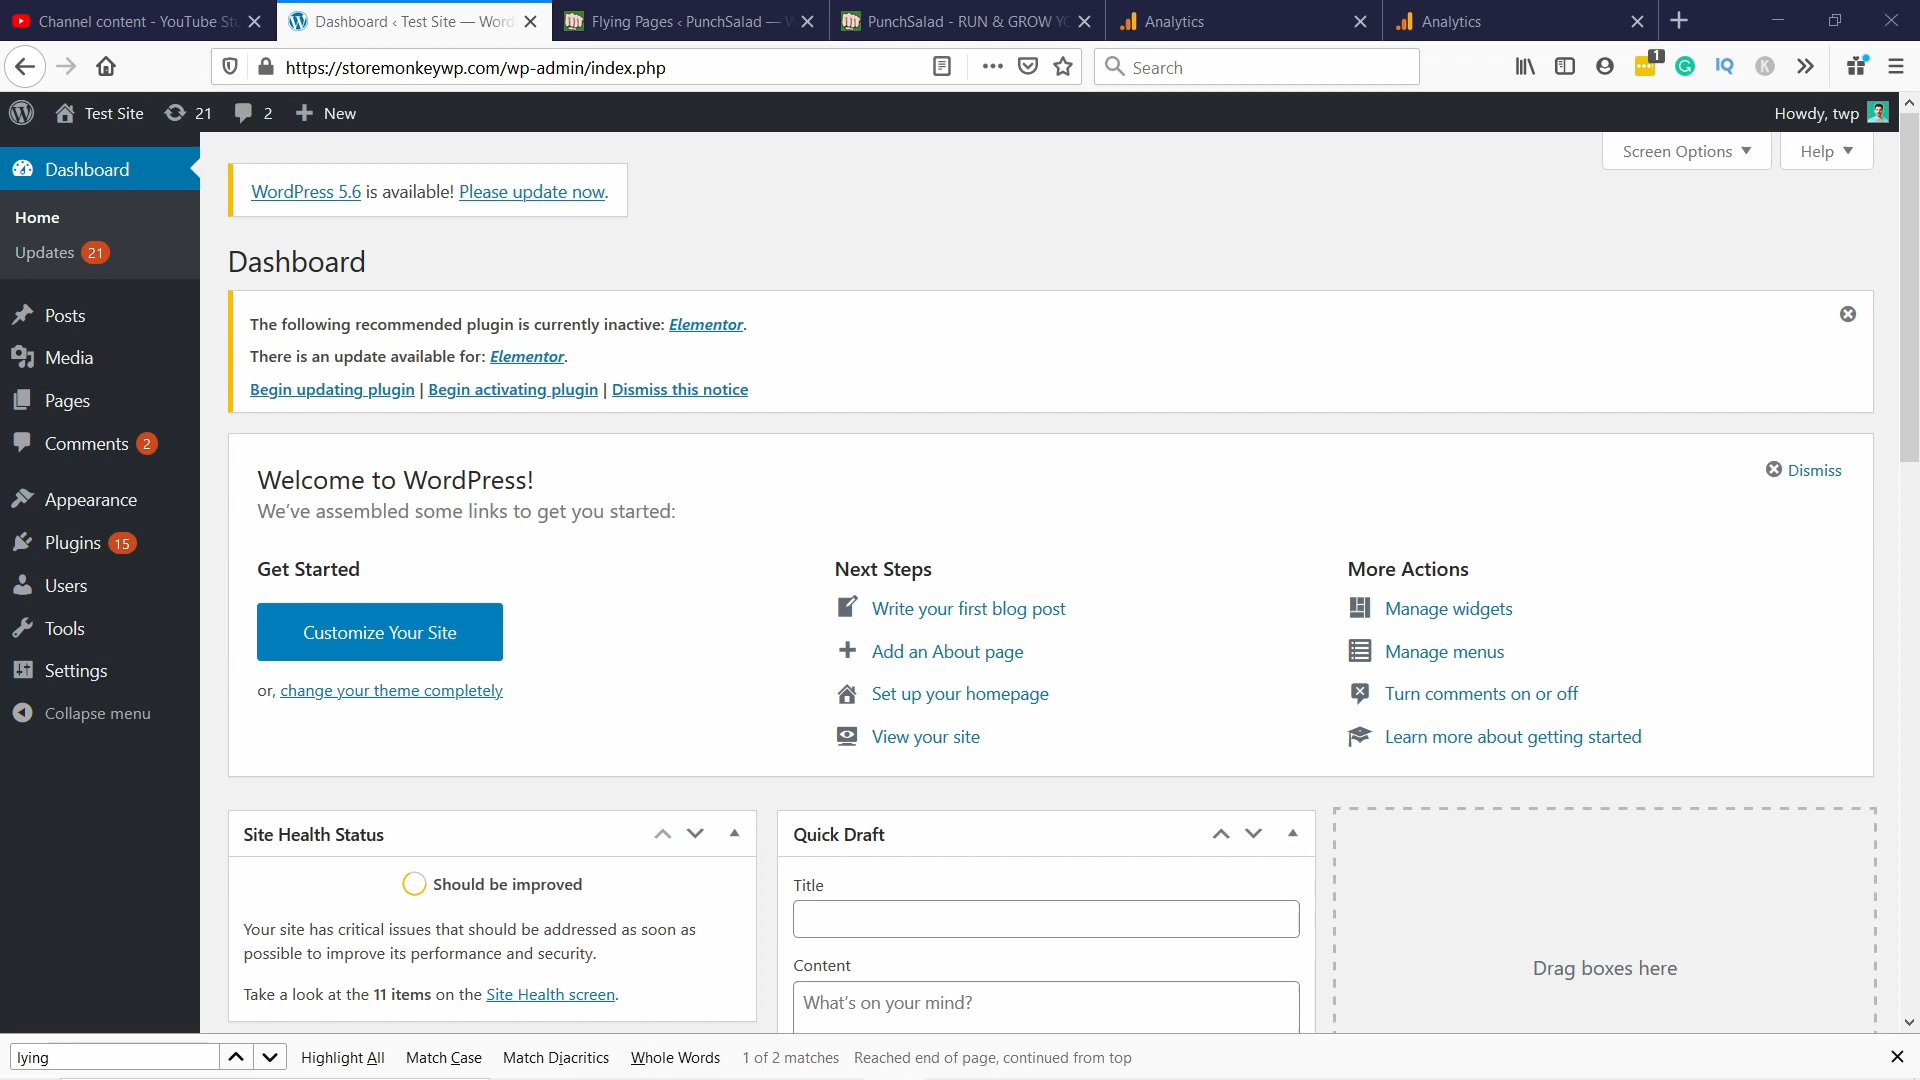 Channel content - YouTube Stu
Dashboard ‹ Test Site — Word
Flying Pages ‹ PunchSalad — W
PunchSalad - RUN & GROW YO
Analytics
Analytics
https://storemonkeywp.com/wp-admin/index.php
Search
1
IQ
K
Test Site
21
2
New
Howdy, twp
Dashboard
Home
Updates 21
Posts
Media
Pages
Comments 2
Appearance
Plugins 15
Users
Tools
Settings
Collapse menu
Screen Options
Help
WordPress 5.6 is available! Please update now.
Dashboard
The following recommended plugin is currently inactive: Elementor.
There is an update available for: Elementor.
Begin updating plugin | Begin activating plugin | Dismiss this notice
Welcome to WordPress!
We've assembled some links to get you started:
Dismiss
Get Started
Customize Your Site
or, change your theme completely
Next Steps
Write your first blog post
Add an About page
Set up your homepage
View your site
More Actions
Manage widgets
Manage menus
Turn comments on or off
Learn more about getting started
Site Health Status
Should be improved
Your site has critical issues that should be addressed as soon as
possible to improve its performance and security.
Take a look at the 11 items on the Site Health screen.
Quick Draft
Title
Content
What's on your mind?
Drag boxes here
lying
Highlight All
Match Case
Match Diacritics
Whole Words
1 of 2 matches
Reached end of page, continued from top